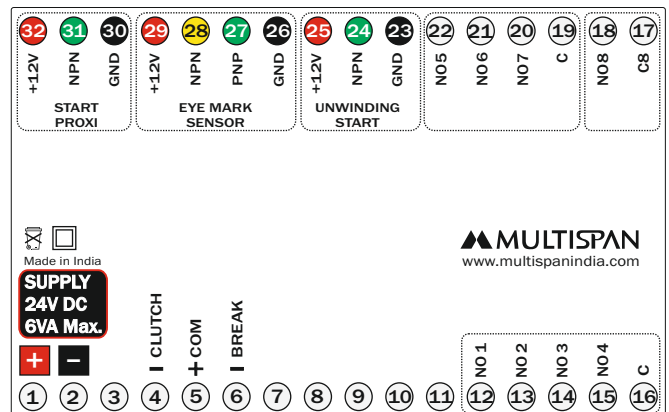 32 31 30 29 28 27 26 25 24 23 22 21 20 19 18 17
+12V NPN GND +12V NPN PNP GND +12V NPN GND NO5 NO6 NO7 C NO8 C8
START PROXI
EYE MARK SENSOR
UNWINDING START
Made in India
MULTISPAN
www.multispanindia.com
SUPPLY
24V DC
6VA Max.
+ −
− CLUTCH + COM − BREAK
NO1 NO2 NO3 NO4 C
1 2 3 4 5 6 7 8 9 10 11 12 13 14 15 16